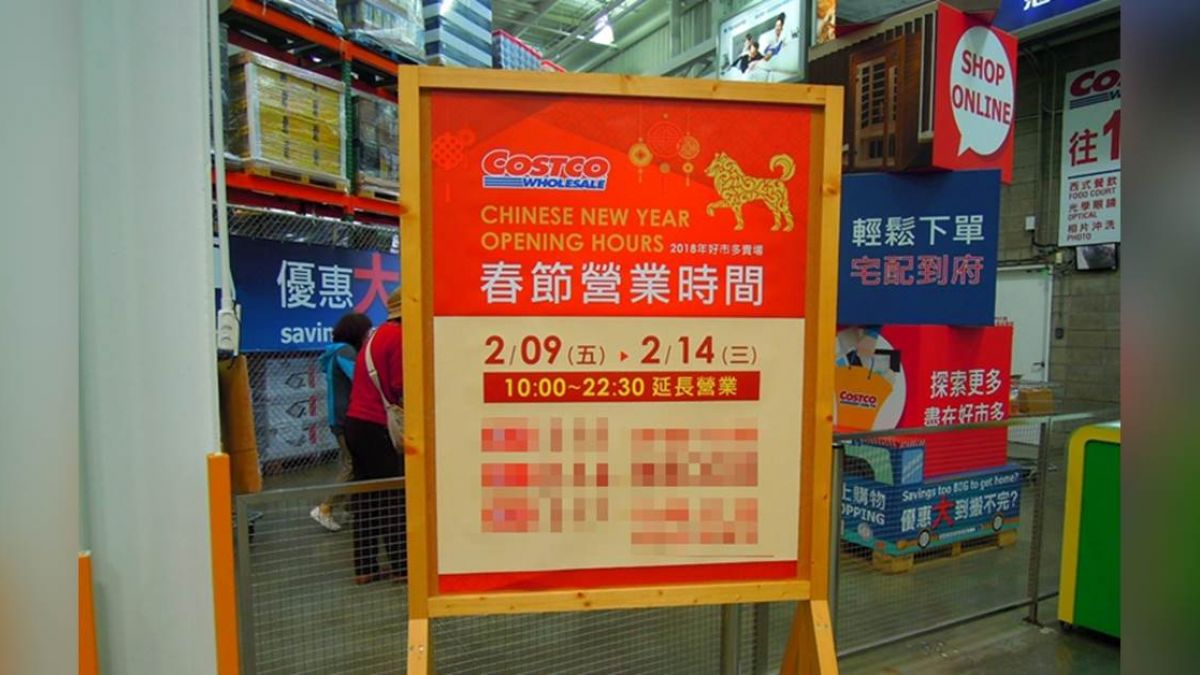 COSTCO
WHOLESALE
CHINESE NEW YEAR
OPENING HOURS 2018年好市多賣場
春節營業時間
2/09(五) ▸ 2/14(三)
10:00~22:30 延長營業
優惠大
savin
SHOP
ONLINE
輕鬆下單
宅配到府
探索更多
盡在好市多
COSTCO
上購物
OPPING
Savings too BIG to get home?
優惠大到搬不完?
CO
往1
西式餐飲
FOOD COURT
光學眼鏡
OPTICAL
相片沖洗
PHOTO